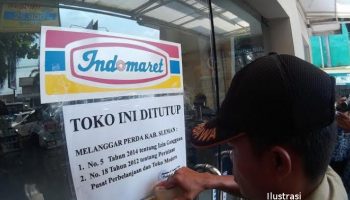 Indomaret
TOKO INI DITUTUP
MELANGGAR PERDA KAB. SLEMAN :
1. No. 5 Tahun 2014 tentang Izin Gangguan
2. No. 18 Tahun 2012 tentang Perizinan
Pusat Perbelanjaan dan Toko Modern
Ilustrasi